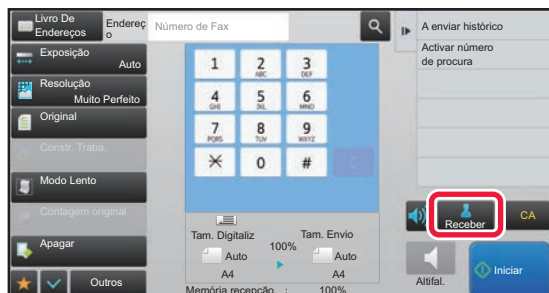 Livro De
Endereços
Endereç
o
Número de Fax
A enviar histórico
Activar número
de procura
Exposição
Auto
Resolução
Muito Perfeito
Original
Constr. Traba.
Modo Lento
Contagem original
Apagar
Outros
1
2
ABC
3
DEF
4
GHI
5
JKL
6
MNO
7
PQRS
8
TUV
9
WXYZ
0
#
C
Tam. Digitaliz
Tam. Envio
100%
Auto
Auto
A4
A4
Memória recepção : 100%
Receber
CA
Altifal.
Iniciar